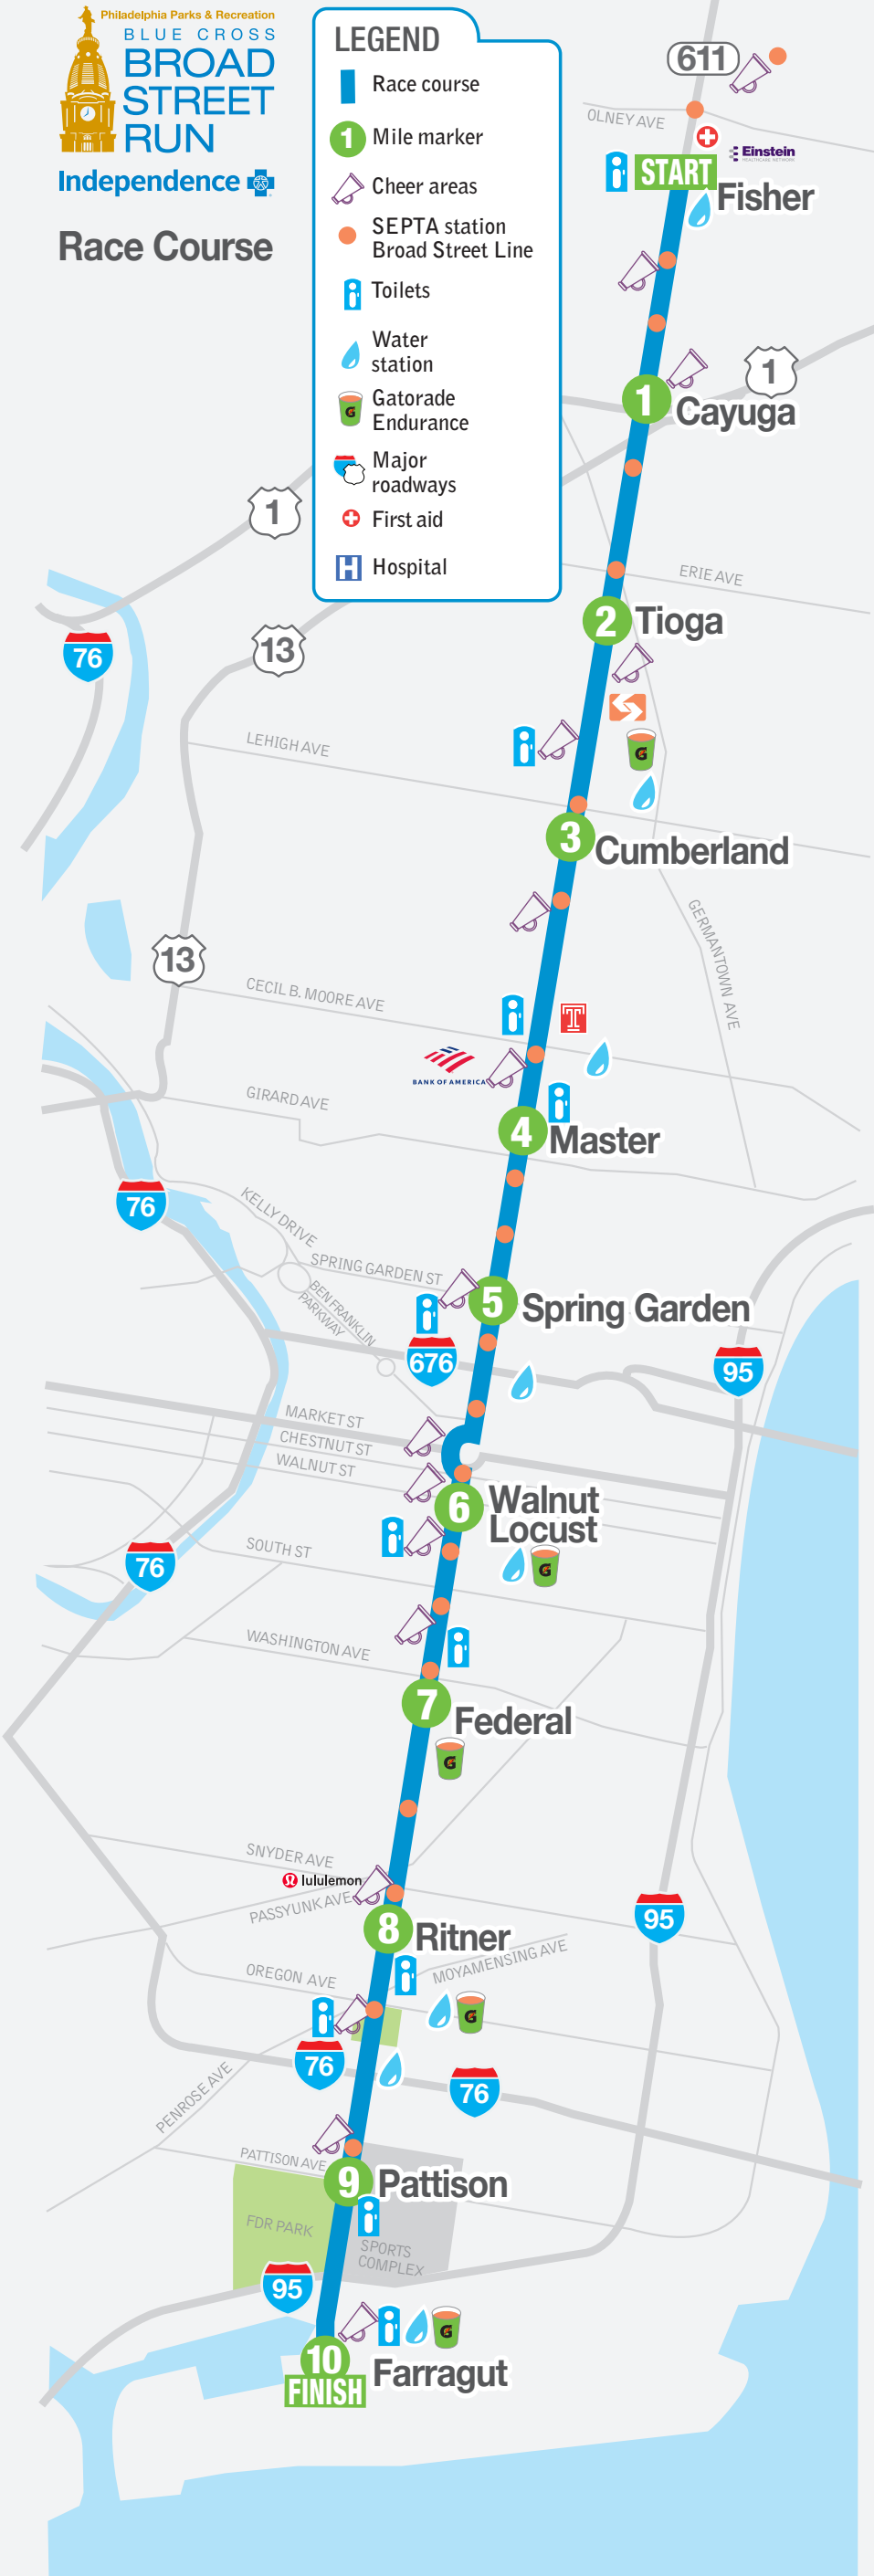 Philadelphia Parks & Recreation
BLUE CROSS
BROAD
STREET
RUN
Independence
Race Course
LEGEND
Race course
1
Mile marker
Cheer areas
SEPTA station
Broad Street Line
Toilets
Water
station
G
Gatorade
Endurance
Major
roadways
First aid
H
Hospital
611
OLNEY AVE
Einstein
HEALTHCARE NETWORK
START
Fisher
1
1
Cayuga
1
ERIE AVE
2
Tioga
76
13
LEHIGH AVE
G
3
Cumberland
GERMANTOWN AVE
13
CECIL B. MOORE AVE
T
BANK OF AMERICA
GIRARD AVE
4
Master
76
KELLY DRIVE
SPRING GARDEN ST
BEN FRANKLIN
PARKWAY
5
Spring Garden
676
95
MARKET ST
CHESTNUT ST
WALNUT ST
6
Walnut
Locust
SOUTH ST
76
G
WASHINGTON AVE
7
Federal
G
SNYDER AVE
lululemon
PASSYUNK AVE
95
8
Ritner
MOYAMENSING AVE
OREGON AVE
G
76
76
PENROSE AVE
PATTISON AVE
9
Pattison
FDR PARK
SPORTS
COMPLEX
95
G
10
FINISH
Farragut